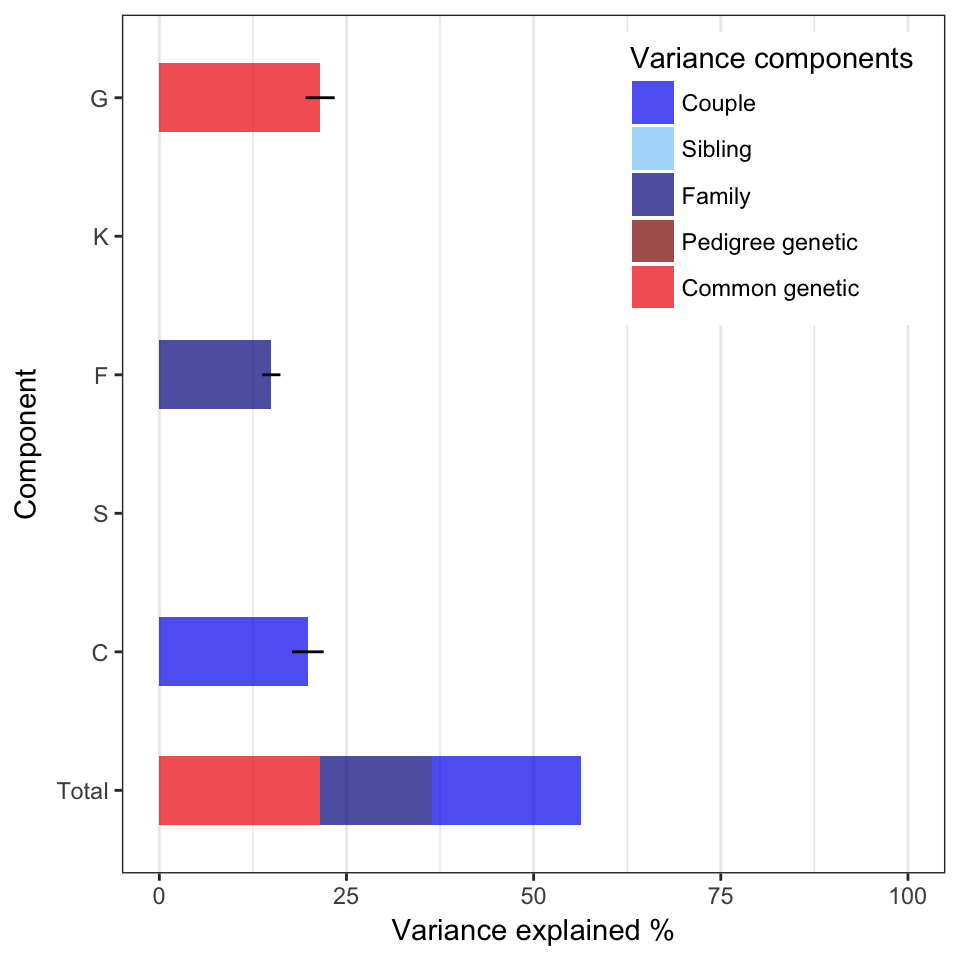 Variance components
Couple
Sibling
Family
Pedigree genetic
Common genetic
Component
G
K
F
S
C
Total
0 25 50 75 100
Variance explained %